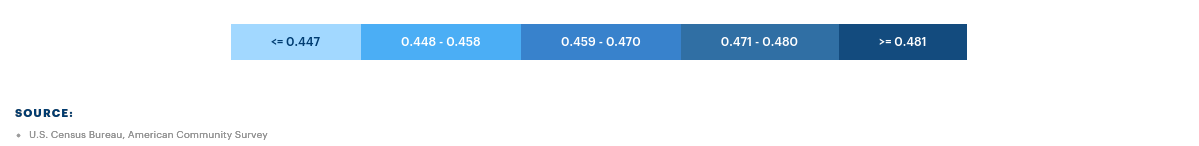 <= 0.447 0.448 - 0.458 0.459 - 0.470 0.471 - 0.480 >= 0.481
SOURCE:
U.S. Census Bureau, American Community Survey